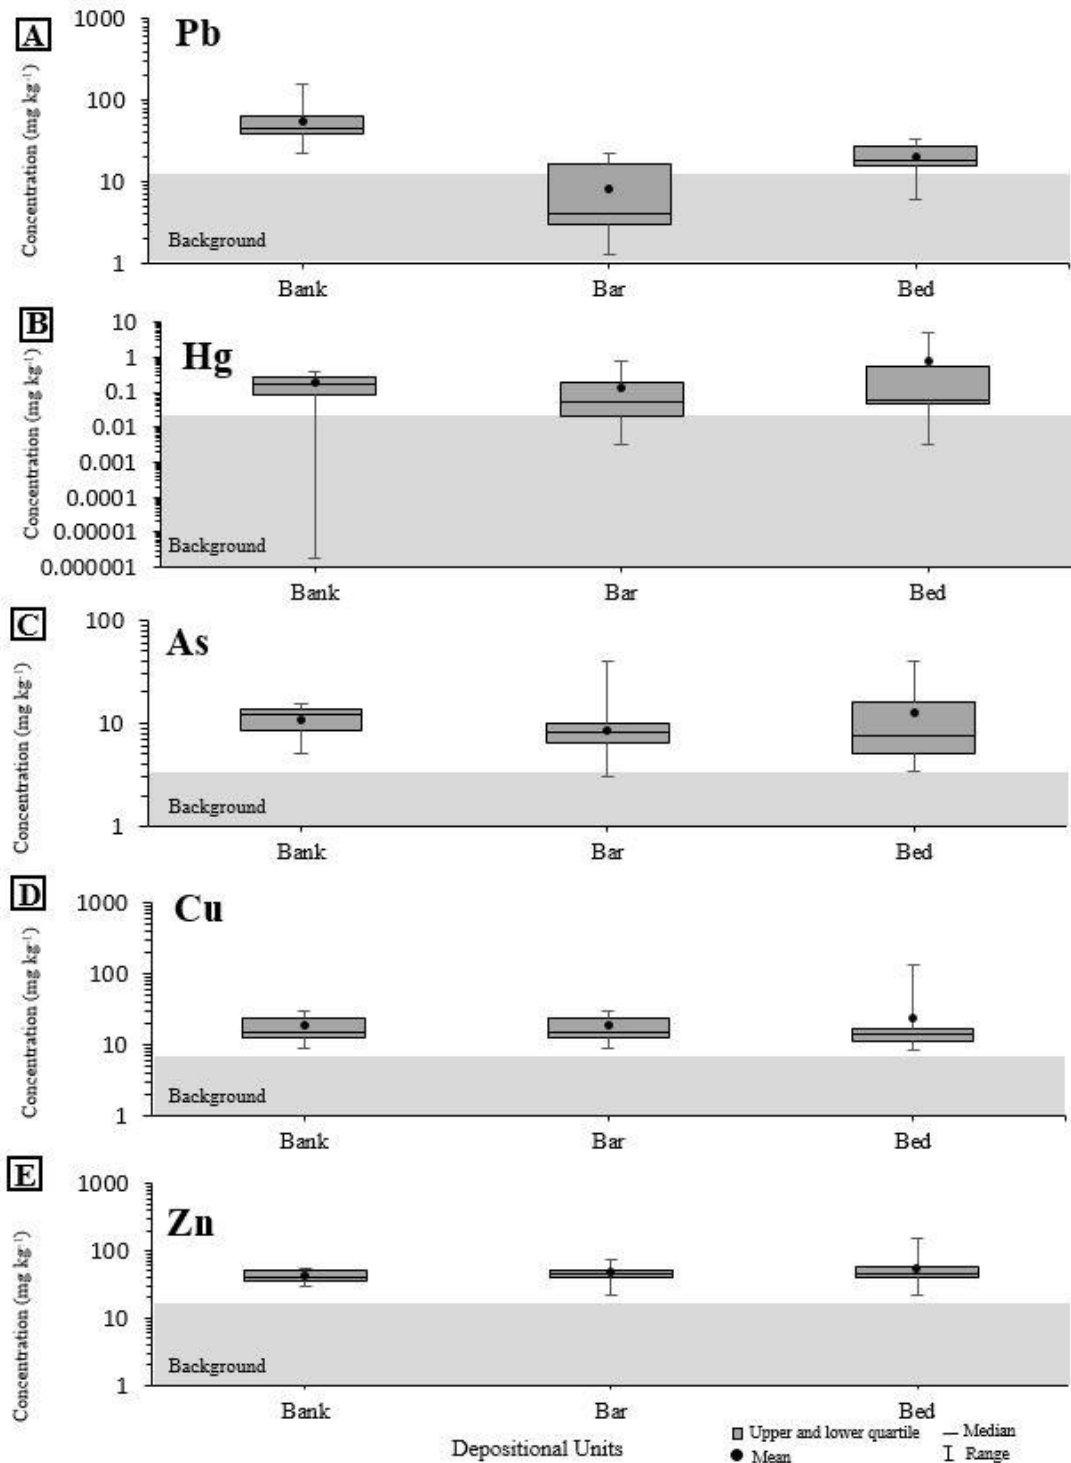 A
Pb
Concentration (mg kg⁻¹)
1000
100
10
1
Background
Bank Bar Bed
B
Hg
Concentration (mg kg⁻¹)
10
1
0.1
0.01
0.001
0.0001
0.00001
0.000001
Background
Bank Bar Bed
C
As
Concentration (mg kg⁻¹)
100
10
1
Background
Bank Bar Bed
D
Cu
Concentration (mg kg⁻¹)
1000
100
10
1
Background
Bank Bar Bed
E
Zn
Concentration (mg kg⁻¹)
1000
100
10
1
Background
Bank Bar Bed
Depositional Units
Upper and lower quartile Median
Mean Range